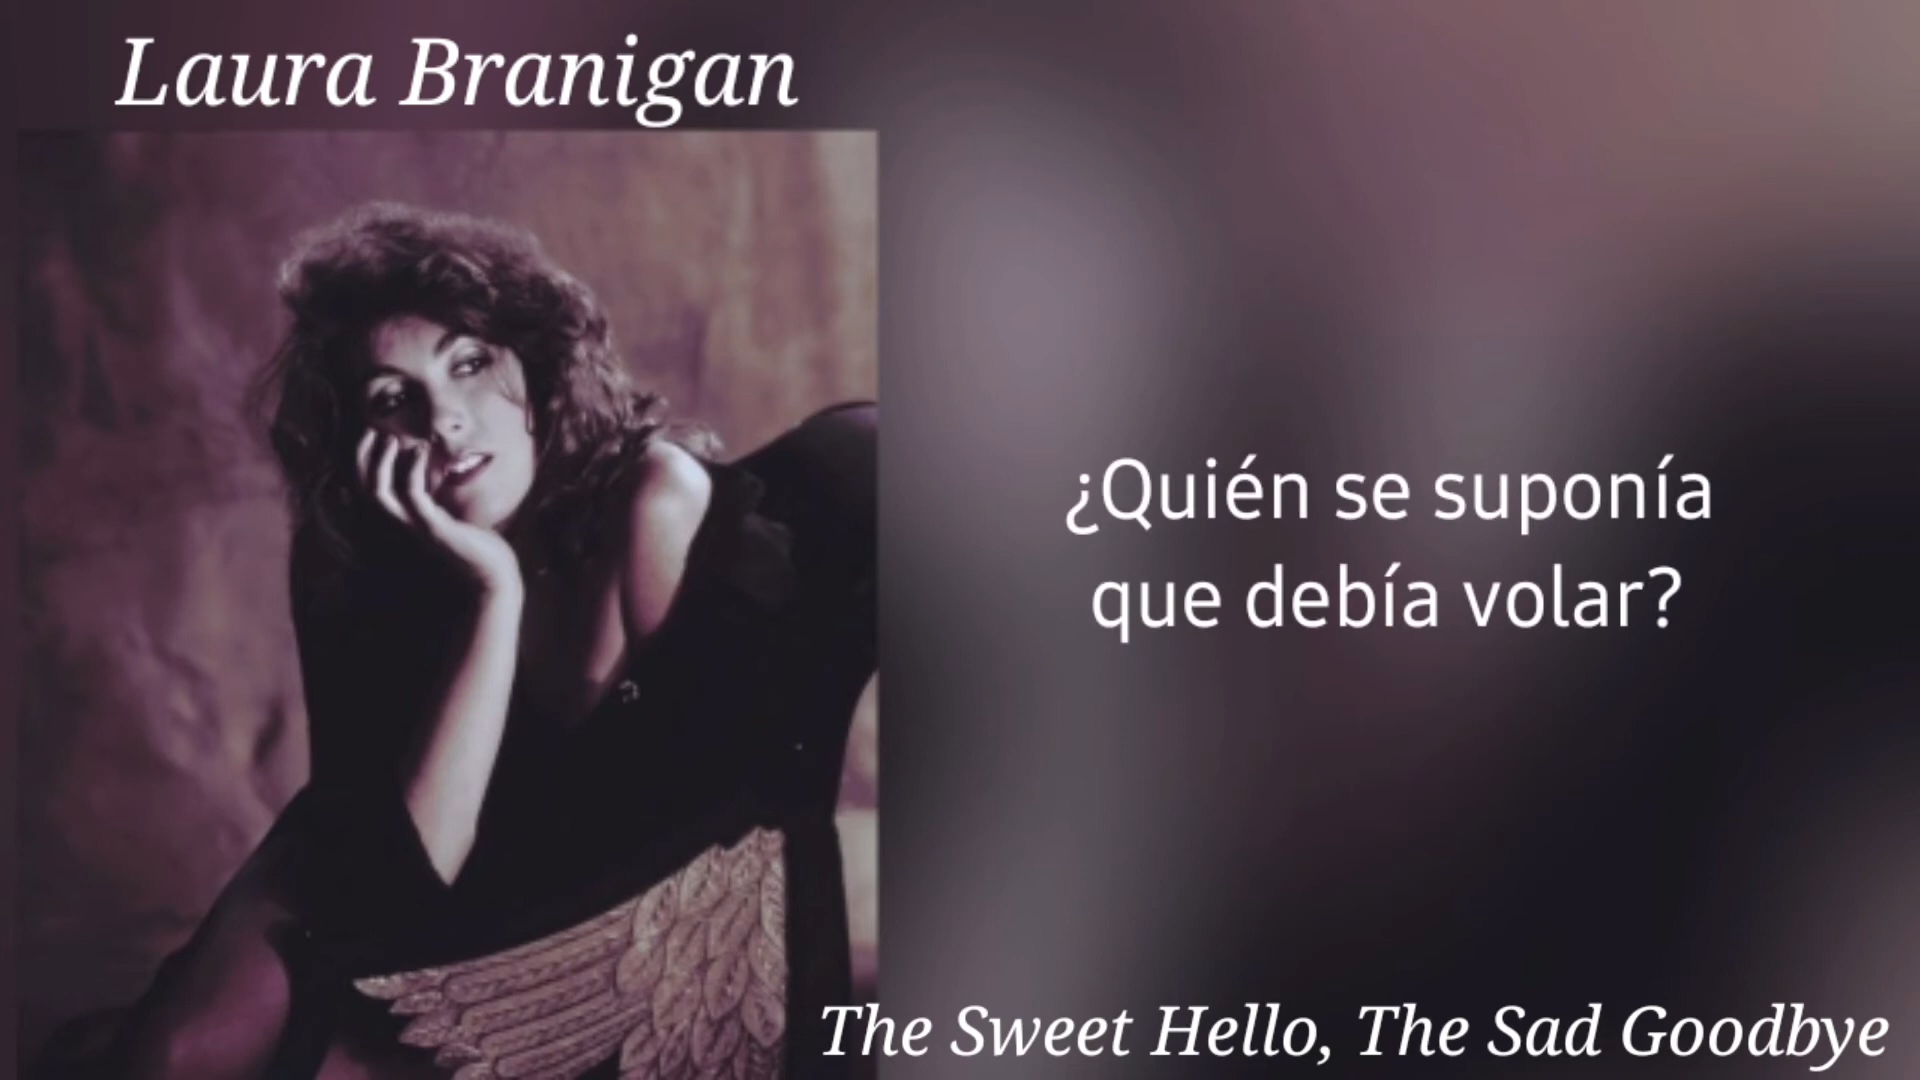 Laura Branigan
¿Quién se suponía
que debía volar?
The Sweet Hello, The Sad Goodbye